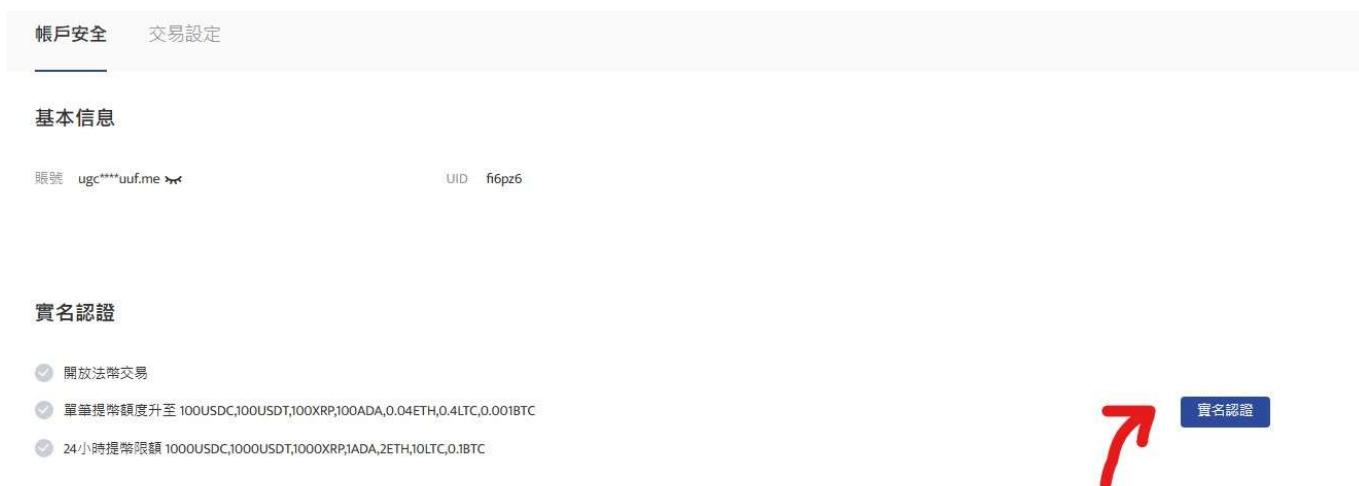 帳戶安全 交易設定
基本信息
賬號 ugc****uuf.me UID fi6pz6
實名認證
開放法幣交易
單筆提幣額度升至 100USDC,100USDT,100XRP,100ADA,0.04ETH,0.4LTC,0.001BTC
實名認證
24小時提幣限額 1000USDC,1000USDT,1000XRP,1ADA,2ETH,10LTC,0.1BTC